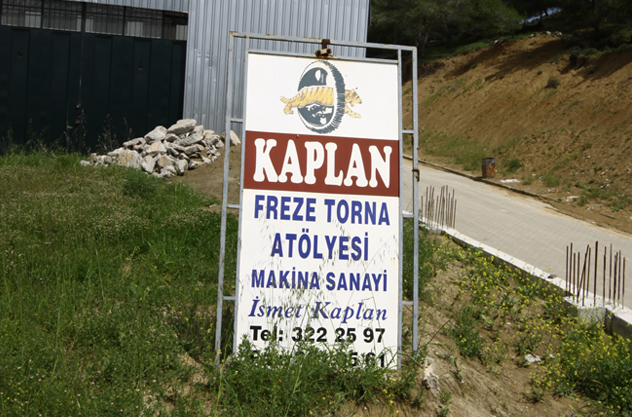 KAPLAN
FREZE TORNA
ATÖLYESİ
MAKİNA SANAYİ
İsmet Kaplan
Tel: 322 25 97